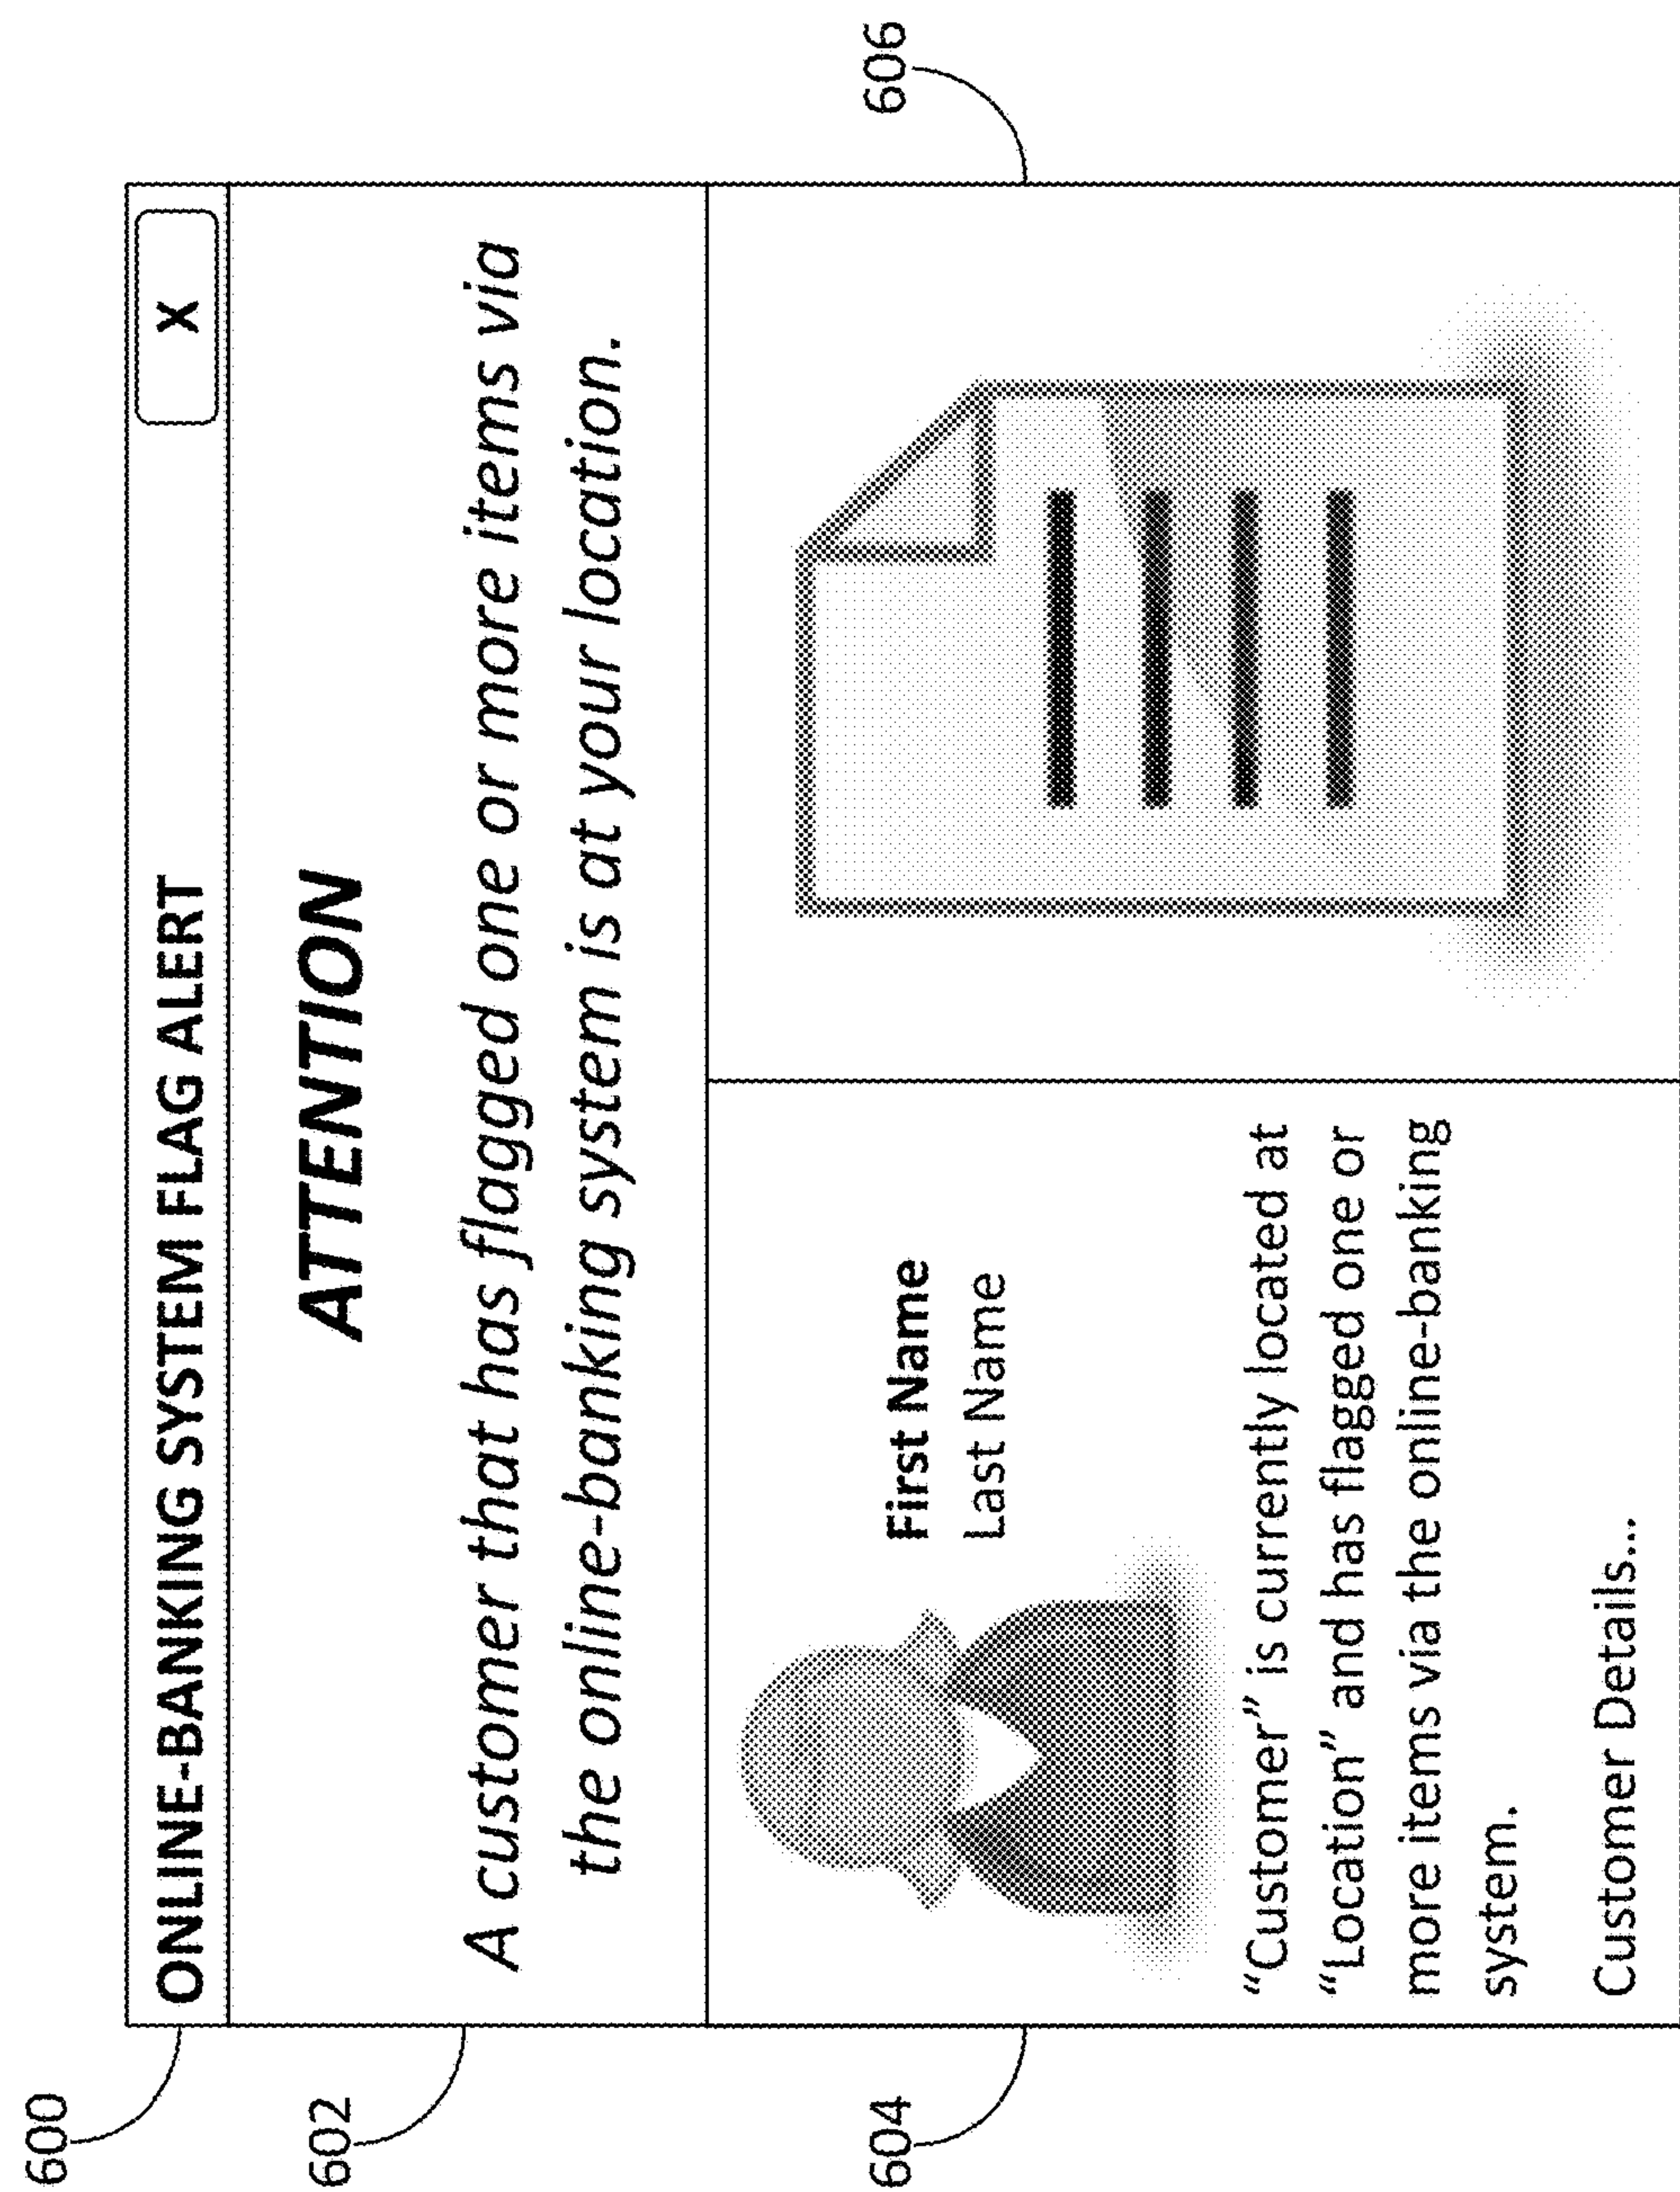 600
ONLINE-BANKING SYSTEM FLAG ALERT
X
602
ATTENTION
A customer that has flagged one or more items via
the online-banking system is at your location.
604
606
First Name
Last Name
“Customer” is currently located at
“Location” and has flagged one or
more items via the online-banking
system.
Customer Details...